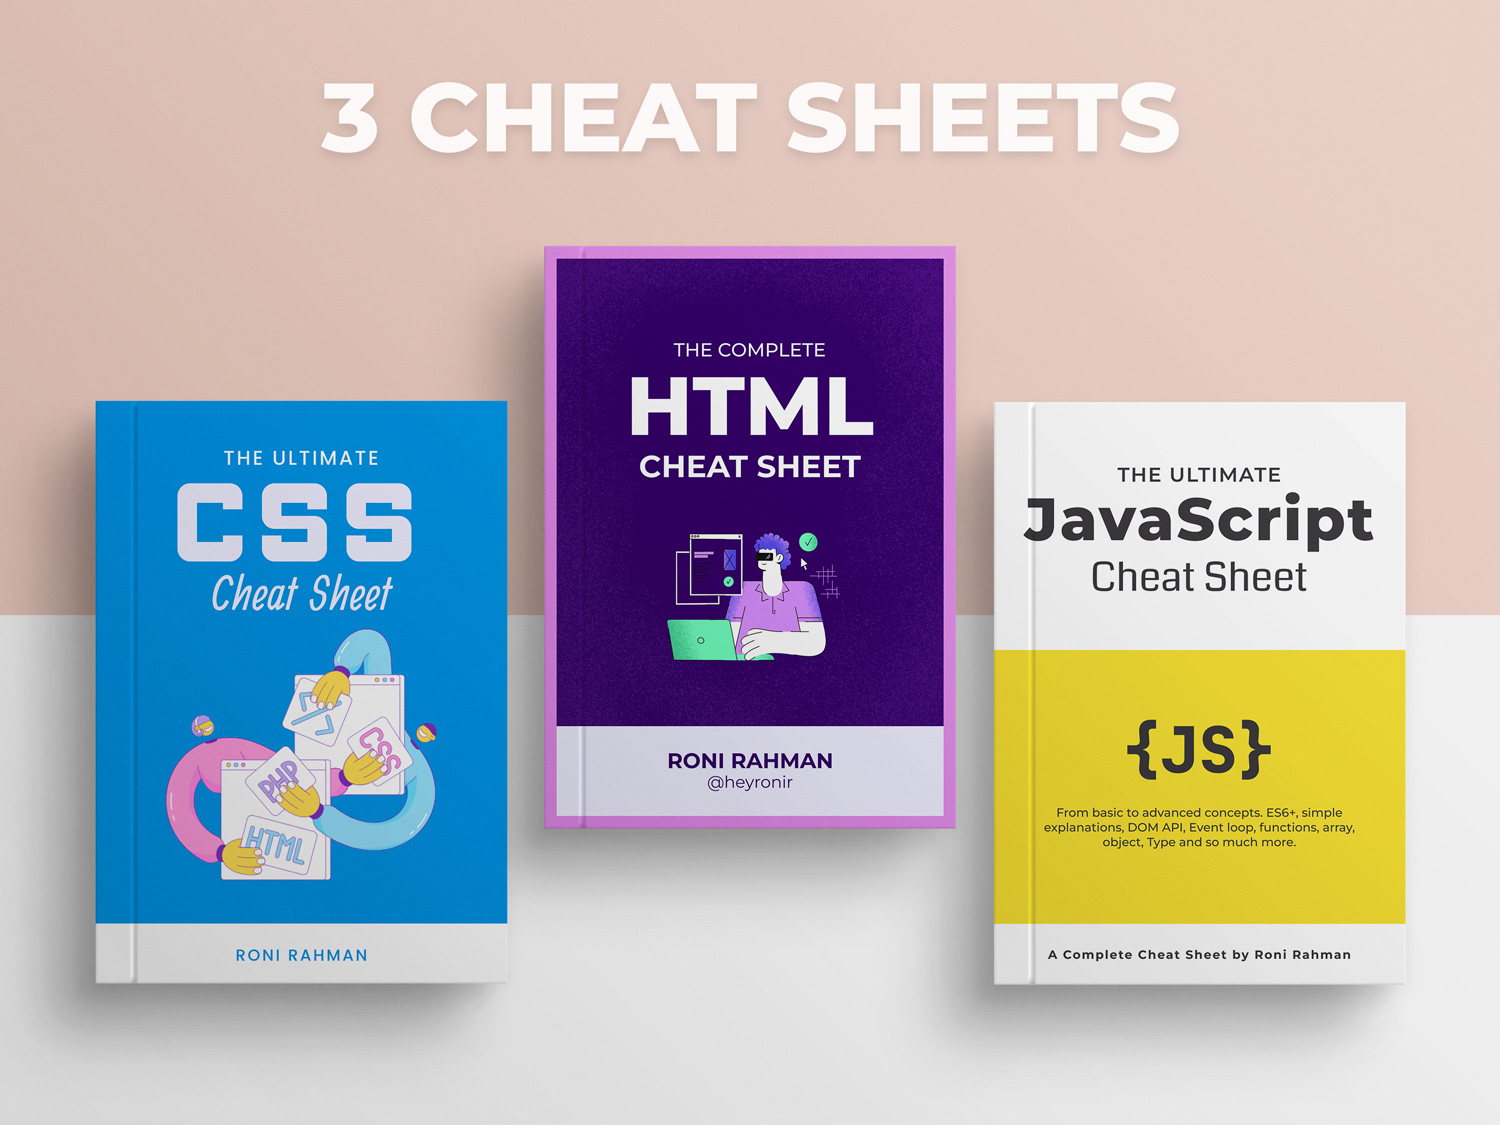 3 CHEAT SHEETS
THE ULTIMATE
CSS
Cheat Sheet
</>
CSS
PHP
HTML
RONI RAHMAN
THE COMPLETE
HTML
CHEAT SHEET
RONI RAHMAN
@heyronir
THE ULTIMATE
JavaScript
Cheat Sheet
{JS}
From basic to advanced concepts. ES6+, simple
explanations, DOM API, Event loop, functions, array,
object, Type and so much more.
A Complete Cheat Sheet by Roni Rahman